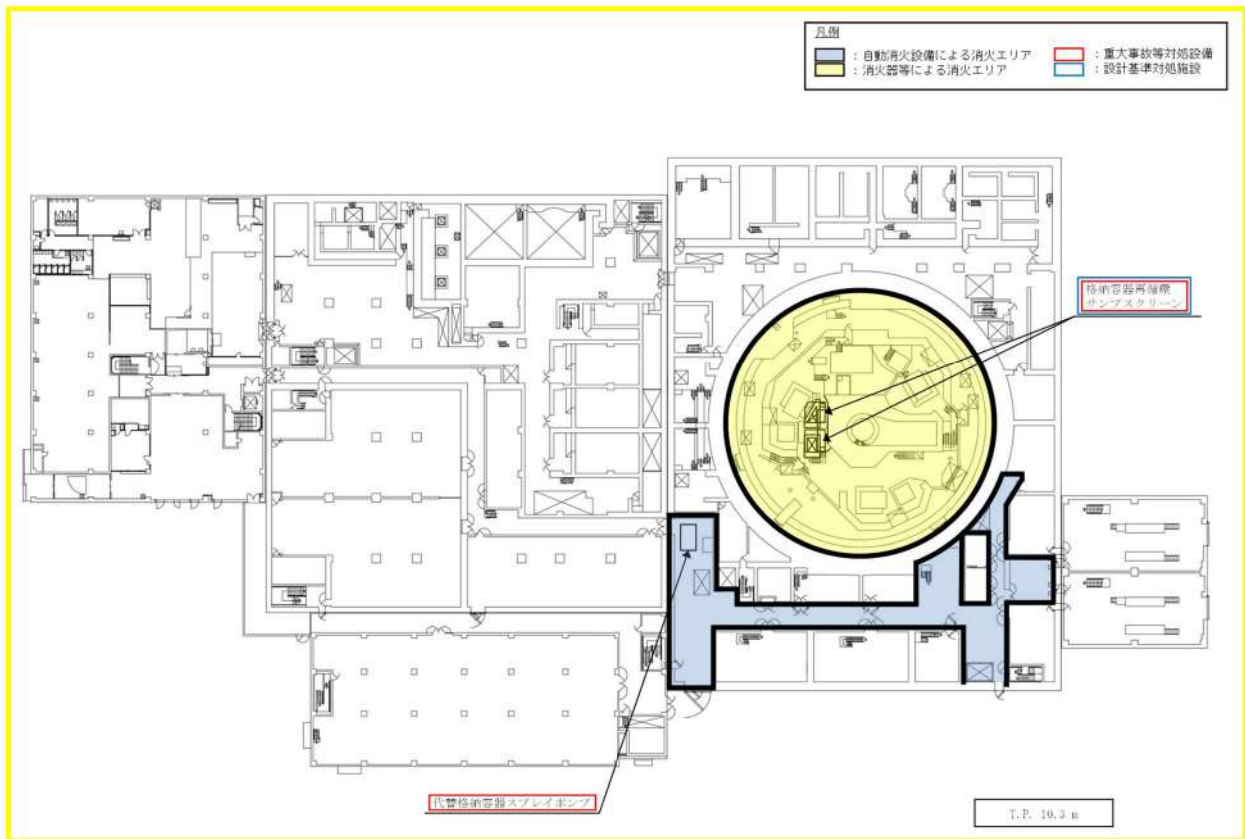 凡例
：自動消火設備による消火エリア
：重大事故等対処設備
：消火器等による消火エリア
：設計基準対処施設
格納容器再循環
サンプスクリーン
代替格納容器スプレイポンプ
T.P. 10.3 m